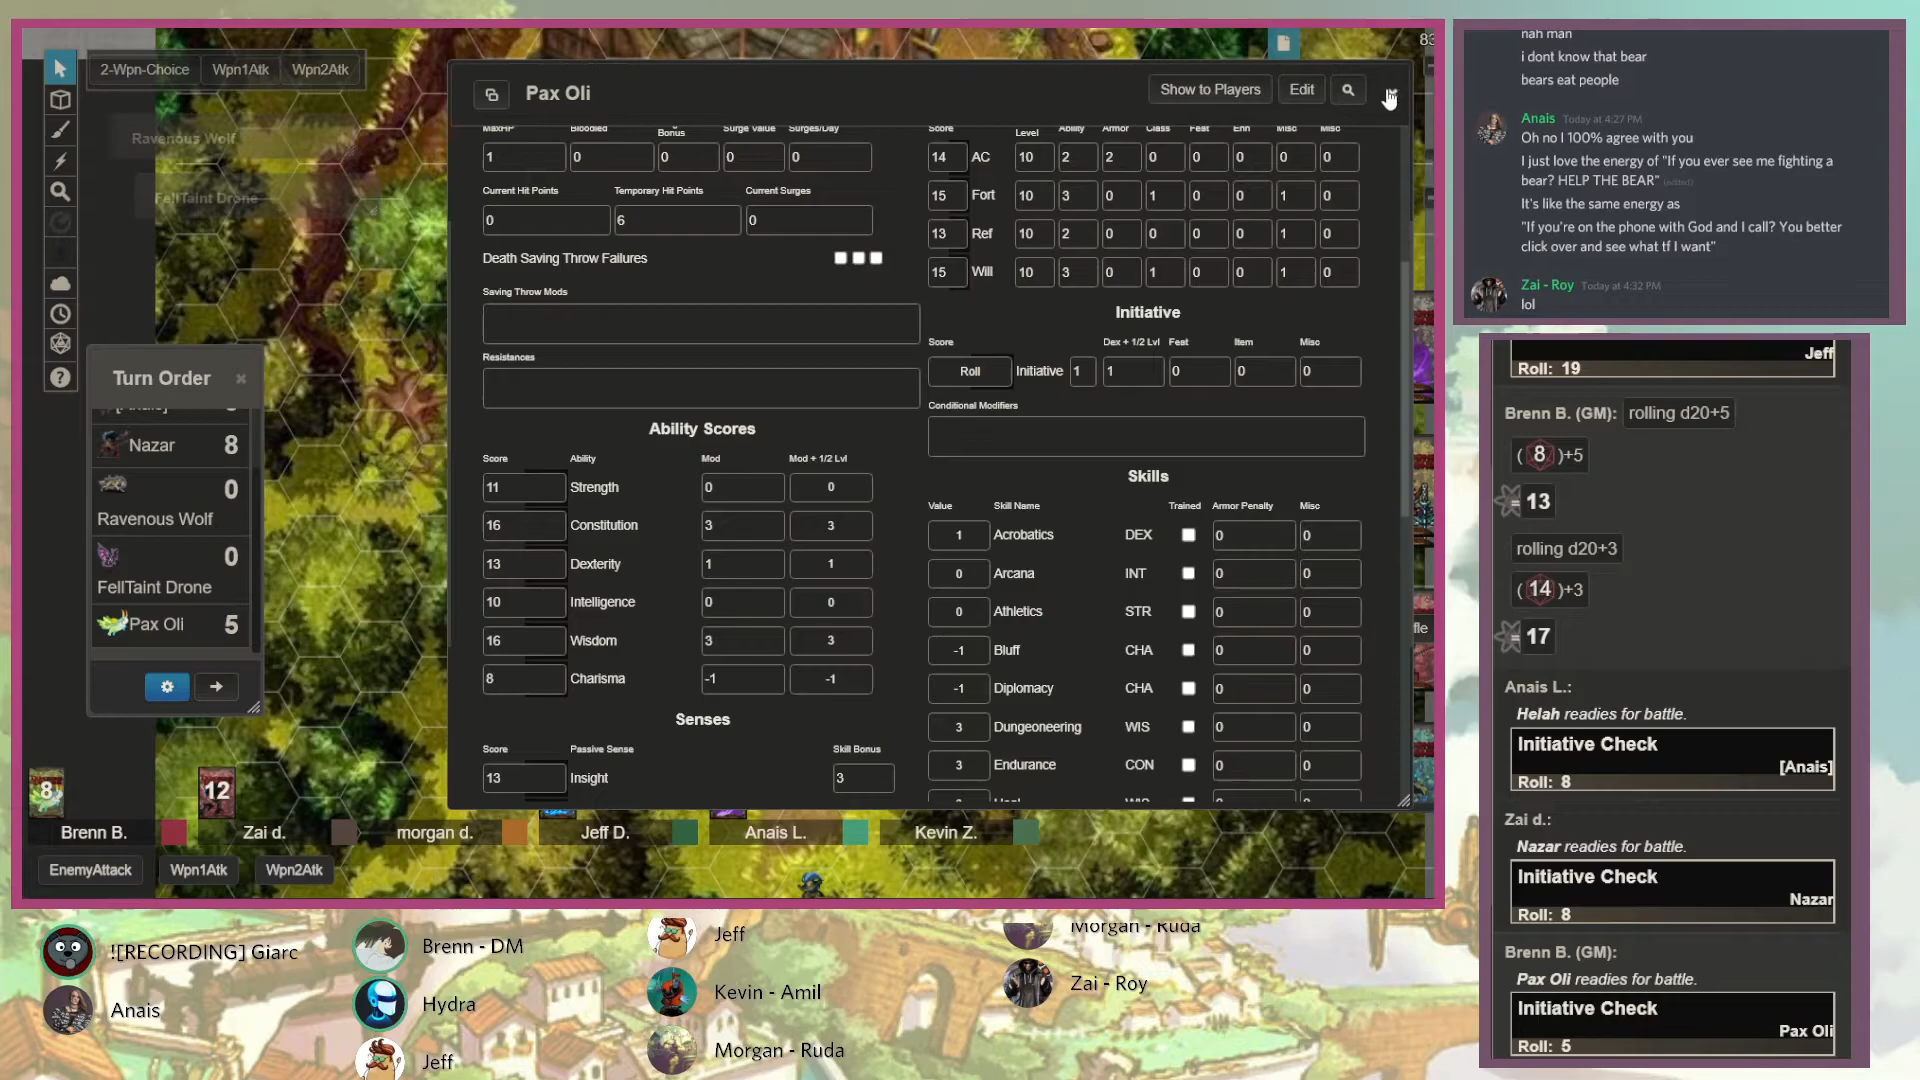 2-Wpn-Choice Wpn1Atk Wpn2Atk
Ravenous Wolf
FellTaint Drone
Turn Order ×
[Anais]
Nazar 8
0
Ravenous Wolf
0
FellTaint Drone
Pax Oli 5
Pax Oli
Show to Players Edit
MaxHP Bloodied Bonus Surge Value Surges/Day
1 0 0 0 0
Current Hit Points Temporary Hit Points Current Surges
0 6 0
Death Saving Throw Failures
Saving Throw Mods
Resistances
Ability Scores
Score Ability Mod Mod + 1/2 Lvl
11 Strength 0 0
16 Constitution 3 3
13 Dexterity 1 1
10 Intelligence 0 0
16 Wisdom 3 3
8 Charisma -1 -1
Senses
Score Passive Sense Skill Bonus
13 Insight 3
Score Level Ability Armor Class Feat Enh Misc Misc
14 AC 10 2 2 0 0 0 0 0
15 Fort 10 3 0 1 0 0 1 0
13 Ref 10 2 0 0 0 0 1 0
15 Will 10 3 0 1 0 0 1 0
Initiative
Score Dex + 1/2 Lvl Feat Item Misc
Roll Initiative 1 1 0 0 0
Conditional Modifiers
Skills
Value Skill Name Trained Armor Penalty Misc
1 Acrobatics DEX 0 0
0 Arcana INT 0 0
0 Athletics STR 0 0
-1 Bluff CHA 0 0
-1 Diplomacy CHA 0 0
3 Dungeoneering WIS 0 0
3 Endurance CON 0 0
8 12
Brenn B. Zai d. morgan d. Jeff D. Anais L. Kevin Z.
EnemyAttack Wpn1Atk Wpn2Atk
nah man
i dont know that bear
bears eat people
Anais Today at 4:27 PM
Oh no I 100% agree with you
I just love the energy of "If you ever see me fighting a
bear? HELP THE BEAR" (edited)
It's like the same energy as
"If you're on the phone with God and I call? You better
click over and see what tf I want"
Zai - Roy Today at 4:32 PM
lol
Jeff
Roll: 19
Brenn B. (GM): rolling d20+5
(8)+5
= 13
rolling d20+3
(14)+3
= 17
Anais L.:
Helah readies for battle.
Initiative Check
[Anais]
Roll: 8
Zai d.:
Nazar readies for battle.
Initiative Check
Nazar
Roll: 8
Brenn B. (GM):
Pax Oli readies for battle.
Initiative Check
Pax Oli
Roll: 5
![RECORDING] Giarc
Anais
Brenn - DM
Hydra
Jeff
Jeff
Kevin - Amil
Morgan - Ruda
Morgan - Ruda
Zai - Roy